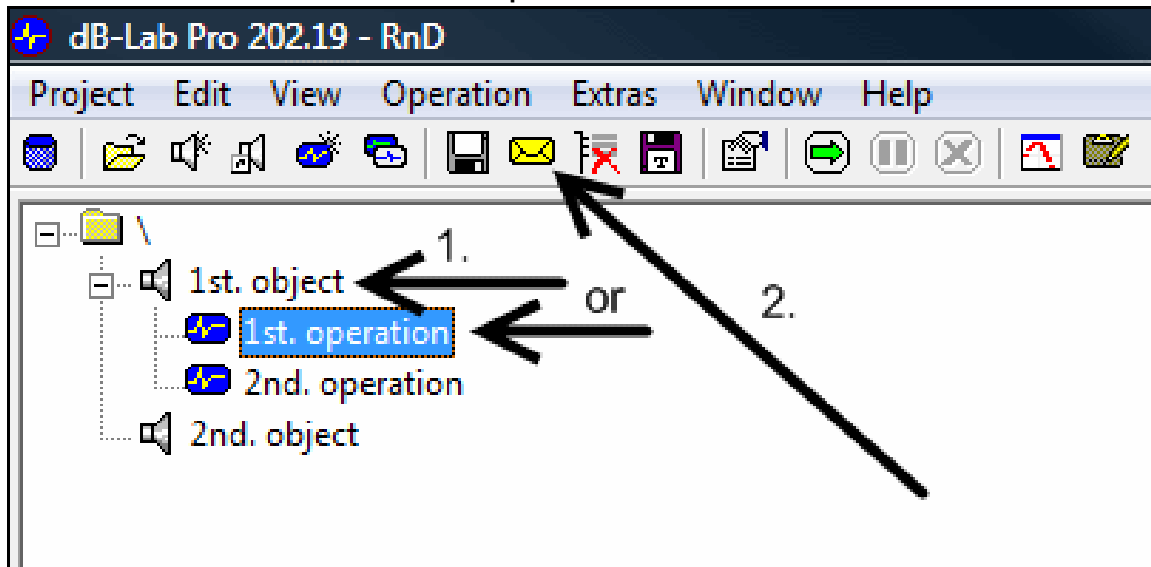 dB-Lab Pro 202.19 - RnD
Project Edit View Operation Extras Window Help
T
\
1.
1st. object
or
2.
1st. operation
2nd. operation
2nd. object